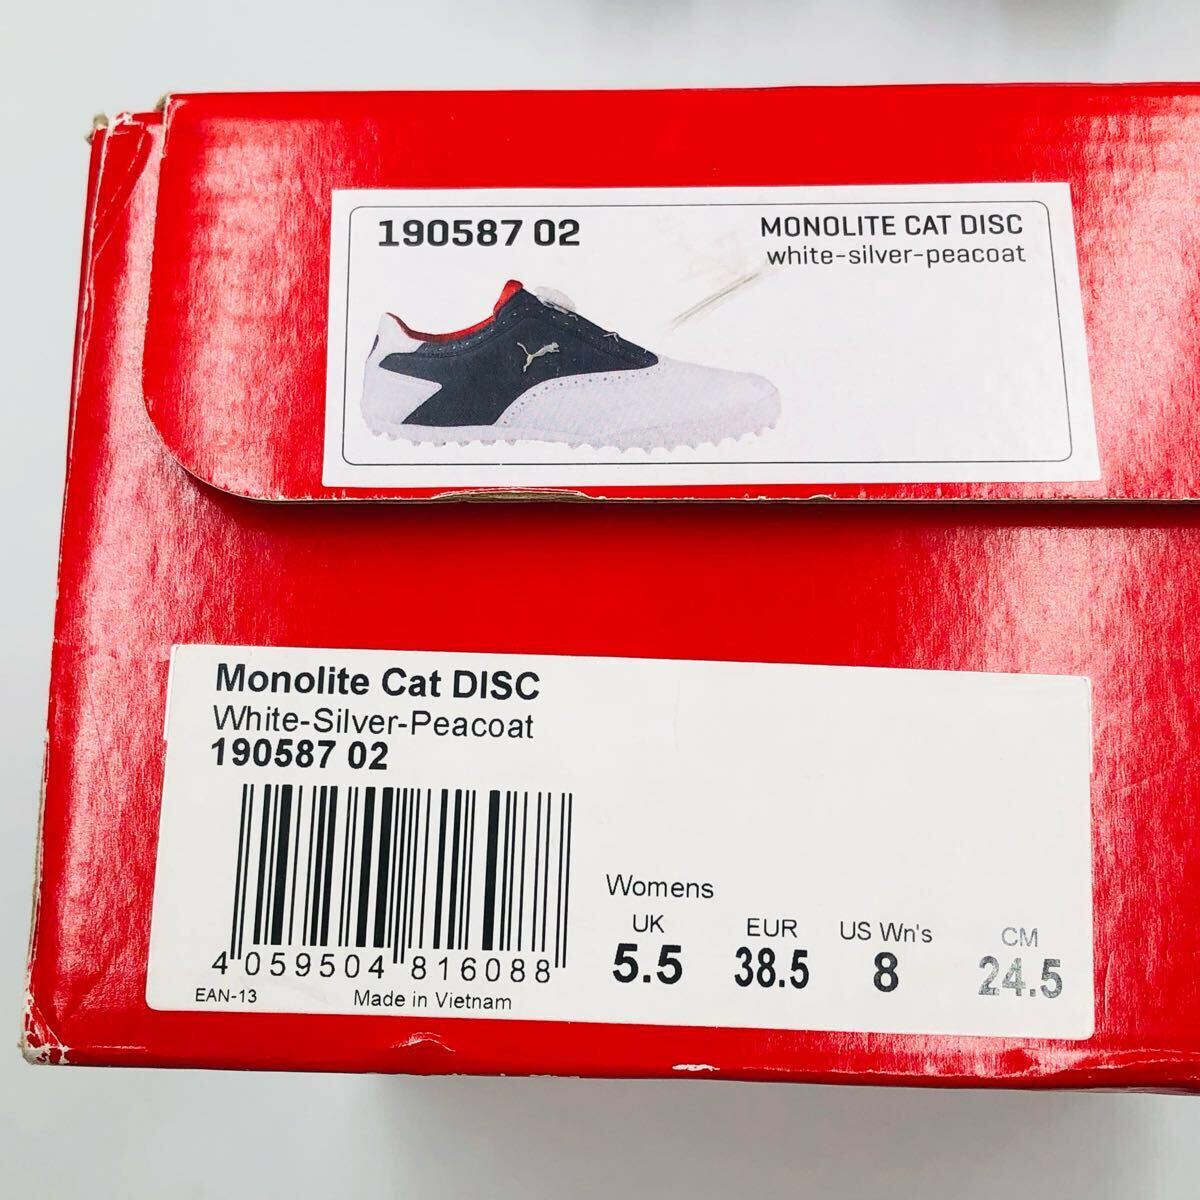 190587 02
MONOLITE CAT DISC
white-silver-peacoat
Monolite Cat DISC
White-Silver-Peacoat
190587 02
4 059504 816088
EAN-13
Made in Vietnam
Womens
UK EUR US Wn's CM
5.5 38.5 8 24.5